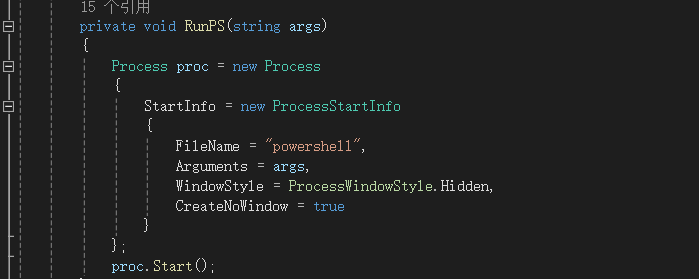 15 个引用
private void RunPS(string args)
{
Process proc = new Process
{
StartInfo = new ProcessStartInfo
{
FileName = "powershell",
Arguments = args,
WindowStyle = ProcessWindowStyle.Hidden,
CreateNoWindow = true
}
};
proc.Start();